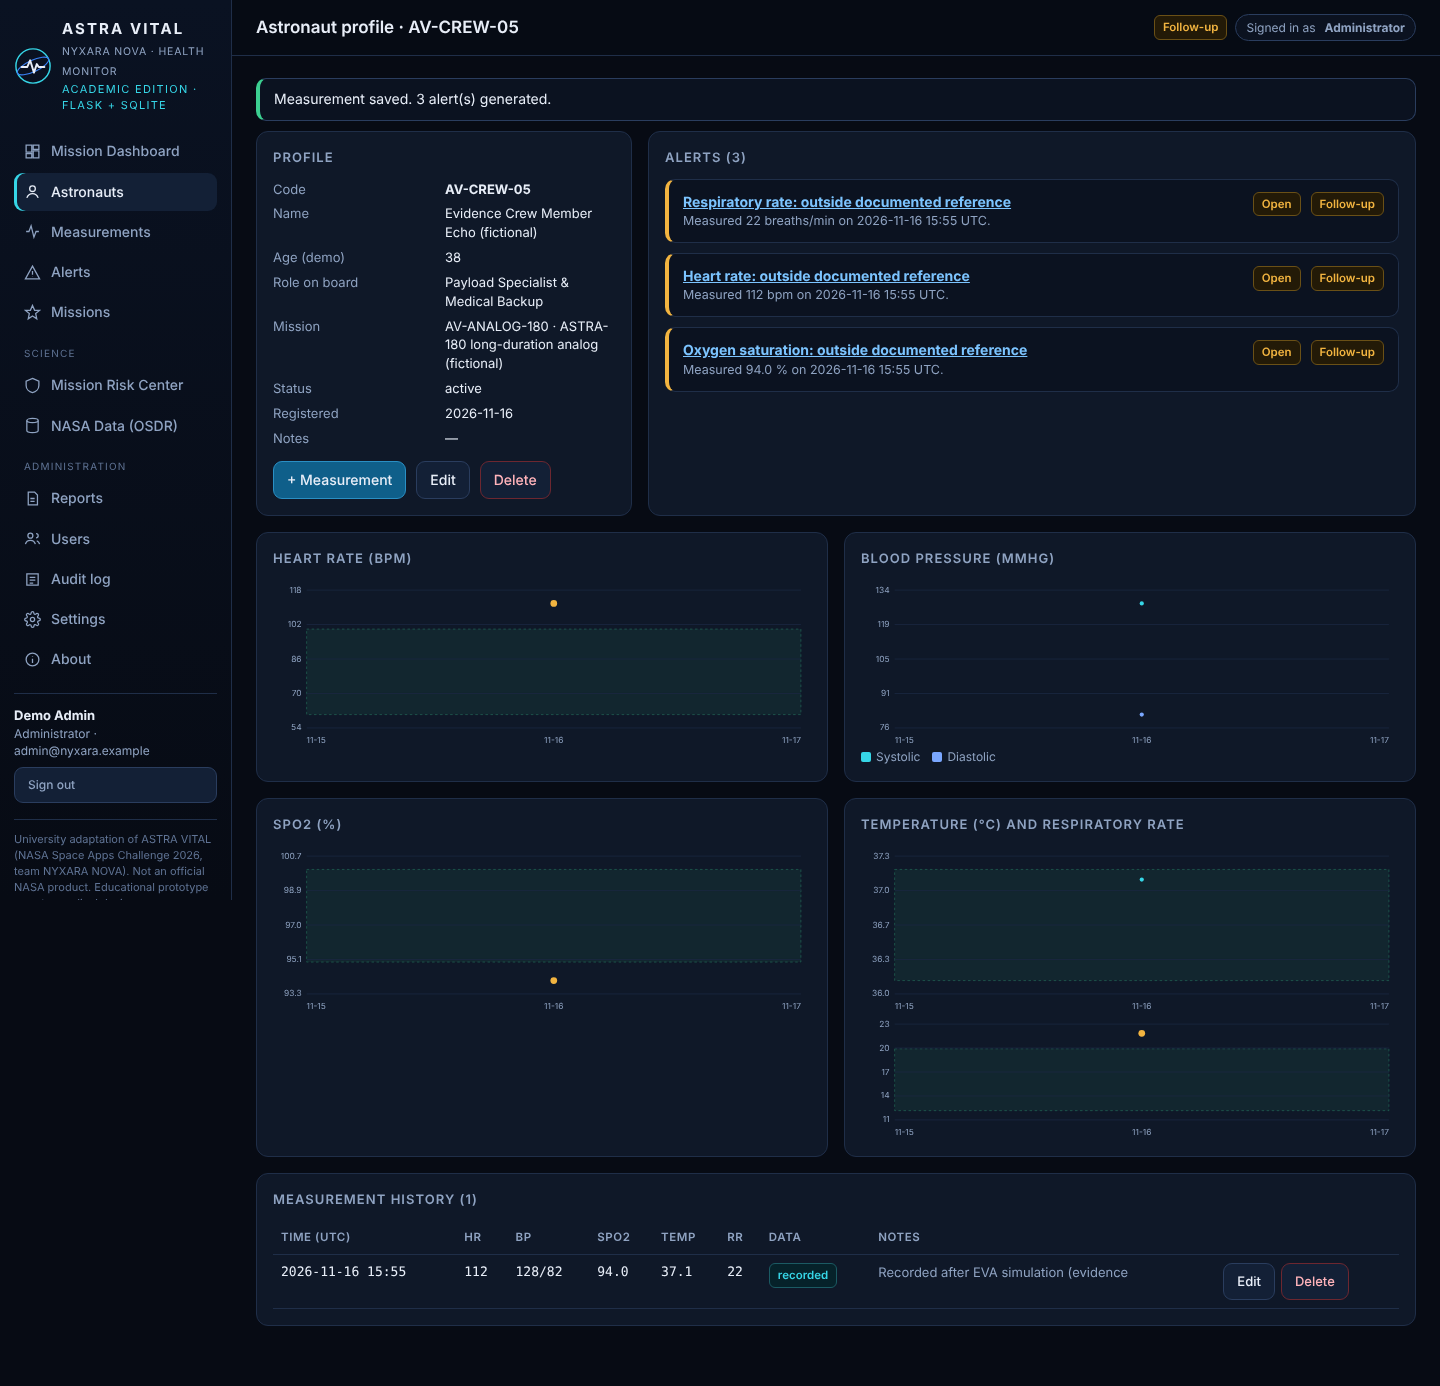 ASTRA VITAL
NYXARA NOVA · HEALTH
MONITOR
ACADEMIC EDITION ·
FLASK + SQLITE
Mission Dashboard
Astronauts
Measurements
Alerts
Missions
SCIENCE
Mission Risk Center
NASA Data (OSDR)
ADMINISTRATION
Reports
Users
Audit log
Settings
About
Demo Admin
Administrator ·
admin@nyxara.example
Sign out
University adaptation of ASTRA VITAL
(NASA Space Apps Challenge 2026,
team NYXARA NOVA). Not an official
NASA product. Educational prototype
Astronaut profile · AV-CREW-05
Follow-up
Signed in as Administrator
Measurement saved. 3 alert(s) generated.
PROFILE
Code AV-CREW-05
Name Evidence Crew Member
Echo (fictional)
Age (demo) 38
Role on board Payload Specialist &
Medical Backup
Mission AV-ANALOG-180 · ASTRA-
180 long-duration analog
(fictional)
Status active
Registered 2026-11-16
Notes —
+ Measurement Edit Delete
ALERTS (3)
Respiratory rate: outside documented reference Open Follow-up
Measured 22 breaths/min on 2026-11-16 15:55 UTC.
Heart rate: outside documented reference Open Follow-up
Measured 112 bpm on 2026-11-16 15:55 UTC.
Oxygen saturation: outside documented reference Open Follow-up
Measured 94.0 % on 2026-11-16 15:55 UTC.
HEART RATE (BPM)
118
102
86
70
54
11-15 11-16 11-17
BLOOD PRESSURE (MMHG)
134
119
105
91
76
11-15 11-16 11-17
Systolic Diastolic
SPO2 (%)
100.7
98.9
97.0
95.1
93.3
11-15 11-16 11-17
TEMPERATURE (°C) AND RESPIRATORY RATE
37.3
37.0
36.7
36.3
36.0
11-15 11-16 11-17
23
20
17
14
11
11-15 11-16 11-17
MEASUREMENT HISTORY (1)
TIME (UTC) HR BP SPO2 TEMP RR DATA NOTES
2026-11-16 15:55 112 128/82 94.0 37.1 22 recorded Recorded after EVA simulation (evidence Edit Delete